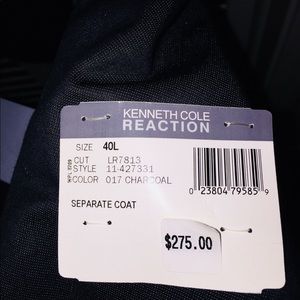 KENNETH COLE
REACTION
SIZE 40L
CUT LR7813
STYLE 11-427331
COLOR 017 CHARCOAL
0 23804 79585 9
SEPARATE COAT
$275.00